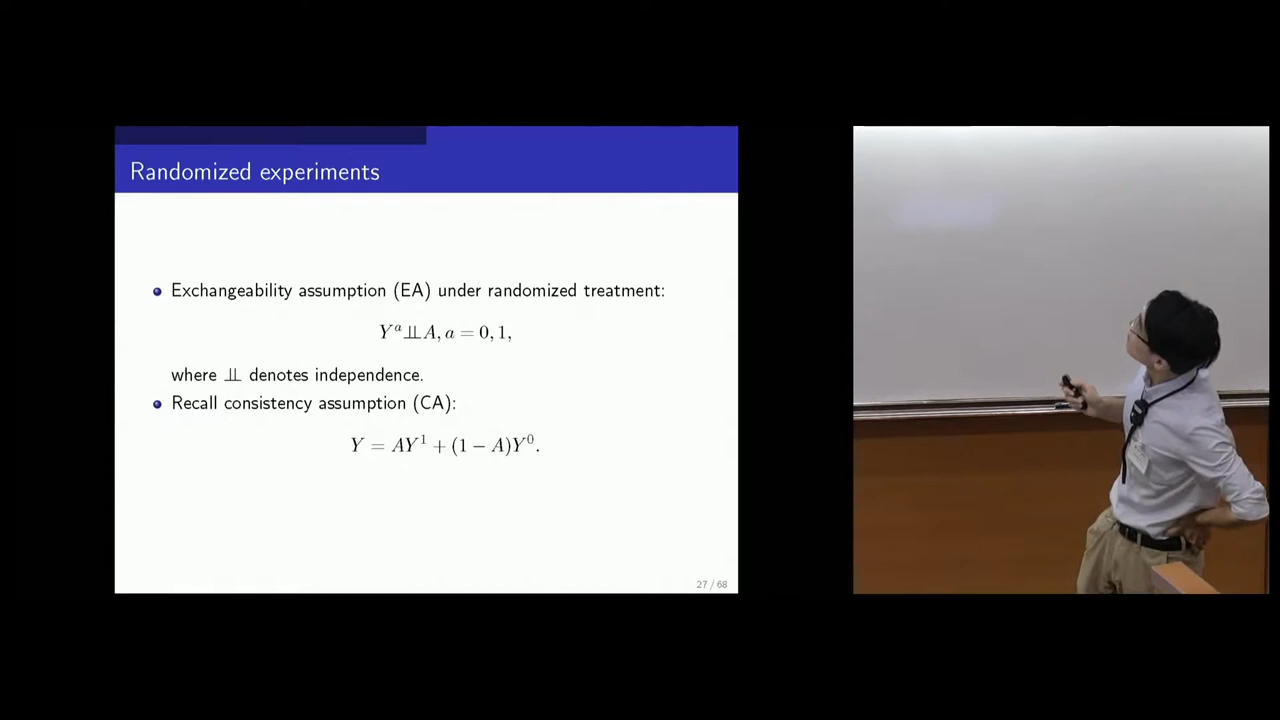 Randomized experiments
Exchangeability assumption (EA) under randomized treatment:
Y^a ⫫ A, a = 0, 1,
where ⫫ denotes independence.
Recall consistency assumption (CA):
Y = AY^1 + (1 − A)Y^0.
27 / 68